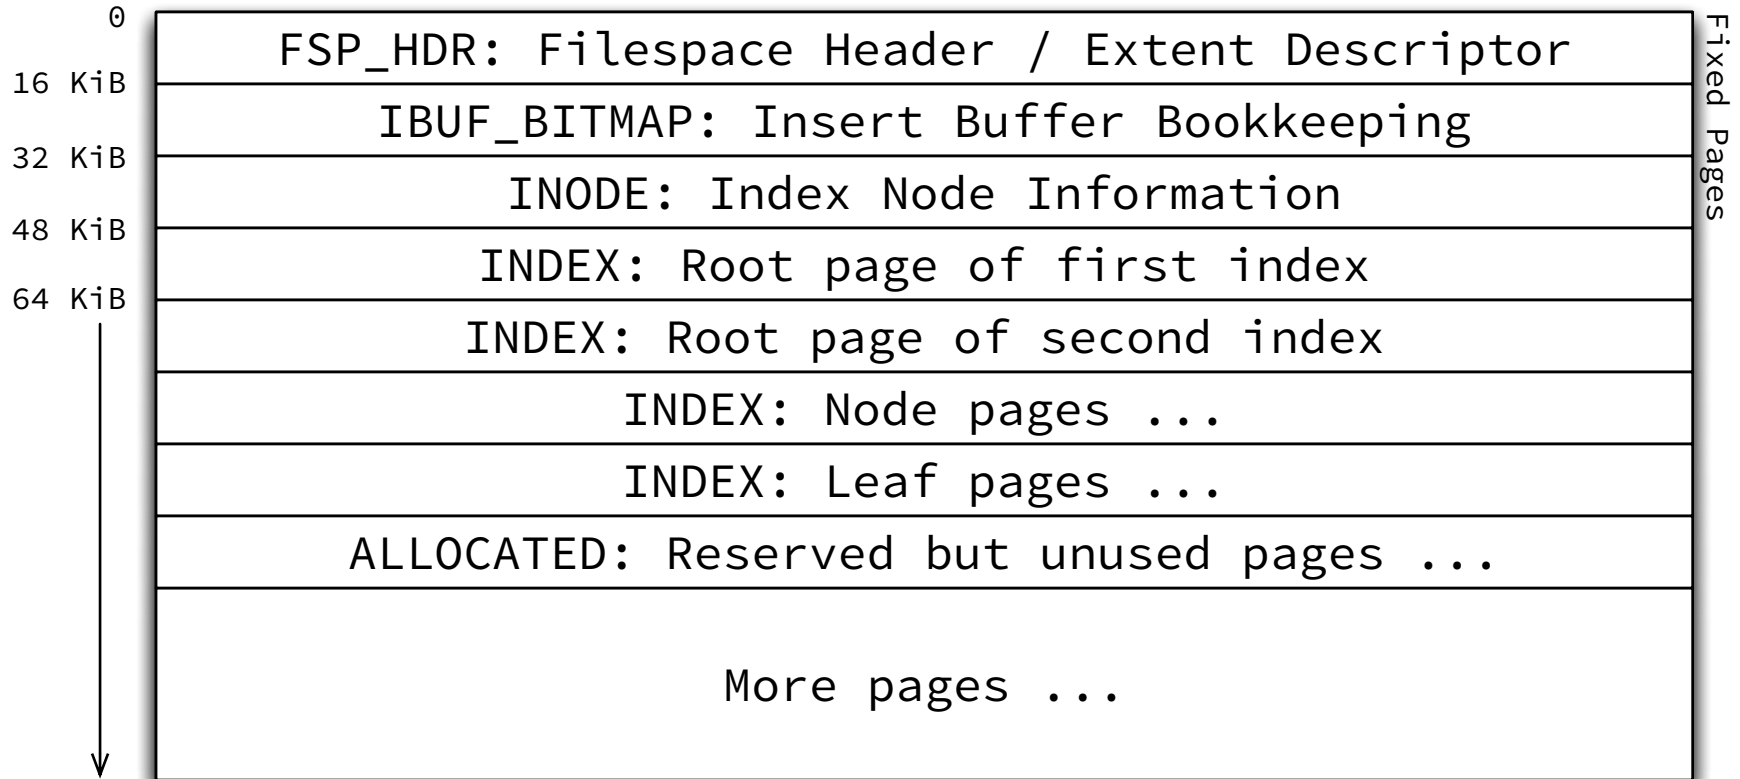 0
FSP_HDR: Filespace Header / Extent Descriptor
16 KiB
IBUF_BITMAP: Insert Buffer Bookkeeping
32 KiB
INODE: Index Node Information
48 KiB
INDEX: Root page of first index
64 KiB
INDEX: Root page of second index
INDEX: Node pages ...
INDEX: Leaf pages ...
ALLOCATED: Reserved but unused pages ...
More pages ...
Fixed Pages